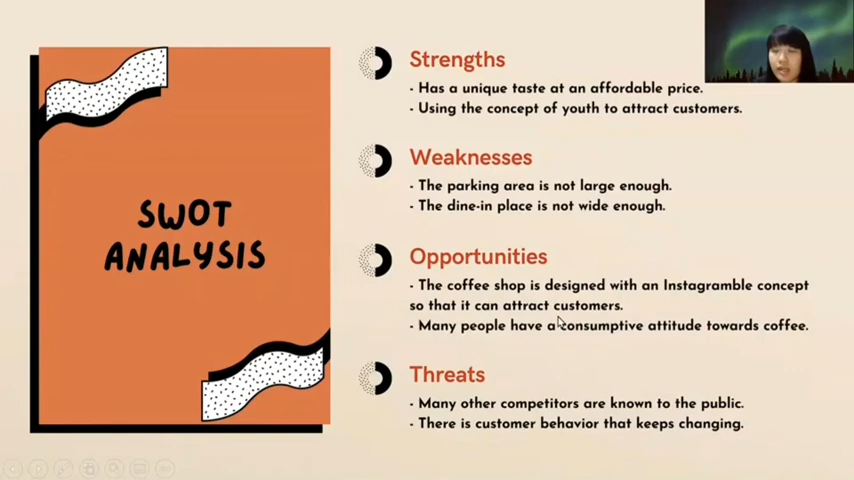 SWOT
ANALYSIS
Strengths
- Has a unique taste at an affordable price.
- Using the concept of youth to attract customers.
Weaknesses
- The parking area is not large enough.
- The dine-in place is not wide enough.
Opportunities
- The coffee shop is designed with an Instagramble concept
so that it can attract customers.
- Many people have a consumptive attitude towards coffee.
Threats
- Many other competitors are known to the public.
- There is customer behavior that keeps changing.